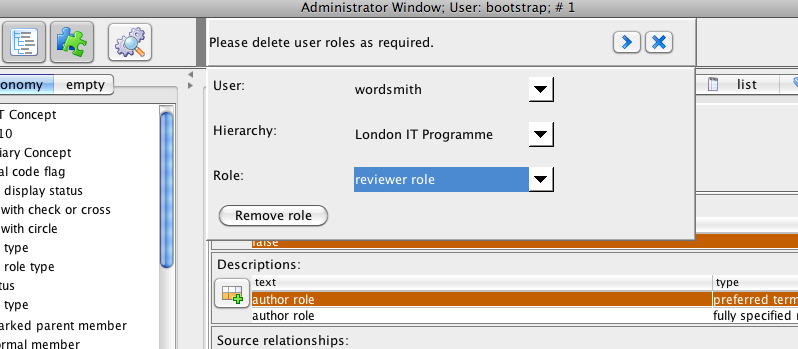 Administrator Window; User: bootstrap; # 1
Please delete user roles as required.
onomy empty
list
User: wordsmith
Hierarchy: London IT Programme
Role: reviewer role
Remove role
T Concept
10
iary Concept
al code flag
display status
with check or cross
with circle
type
role type
tus
type
arked parent member
ormal member
false
Descriptions:
text type
author role preferred term
author role fully specified n
Source relationships: